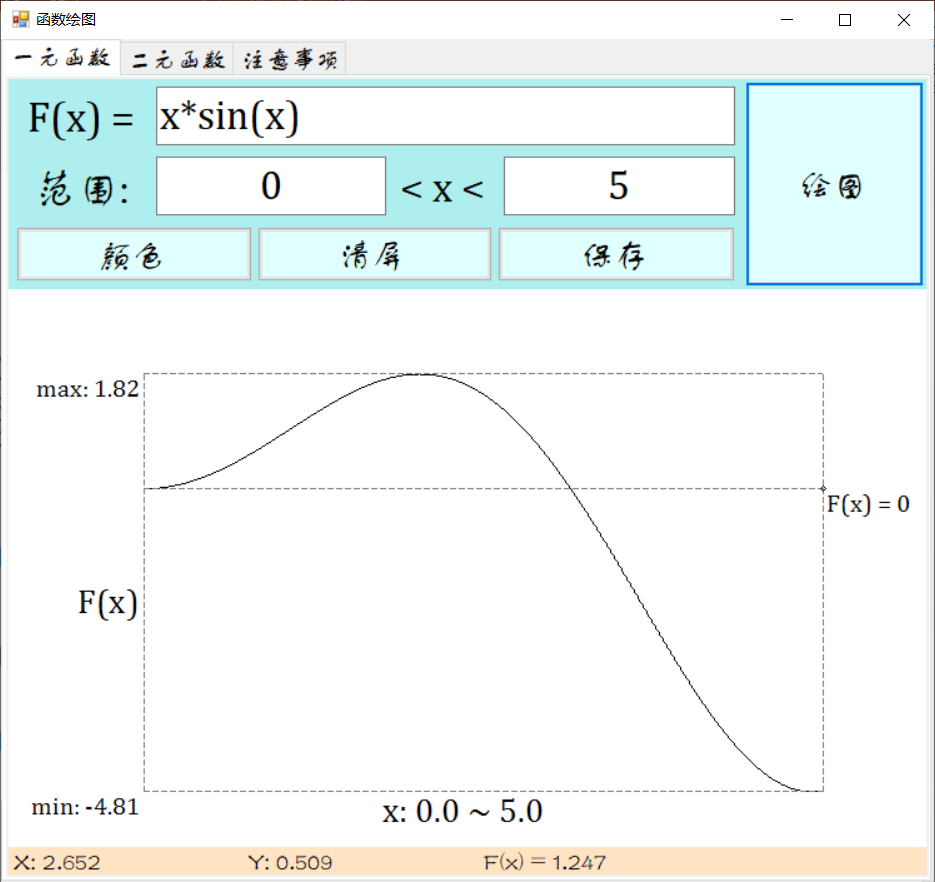 函数绘图
一元函数 二元函数 注意事项
F(x) = x*sin(x)
范围: 0 < x < 5
绘图
颜色 清屏 保存
max: 1.82
F(x) = 0
F(x)
min: -4.81
x: 0.0 ~ 5.0
X: 2.652 Y: 0.509 F(x) = 1.247